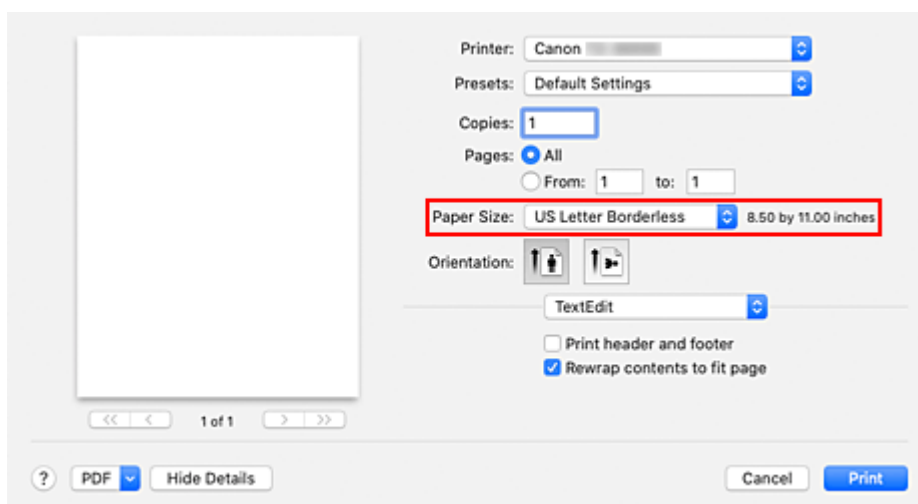 Printer: Canon
Presets: Default Settings
Copies: 1
Pages: All
From: 1 to: 1
Paper Size: US Letter Borderless 8.50 by 11.00 inches
Orientation:
TextEdit
Print header and footer
Rewrap contents to fit page
<< < 1 of 1 > >>
? PDF Hide Details Cancel Print